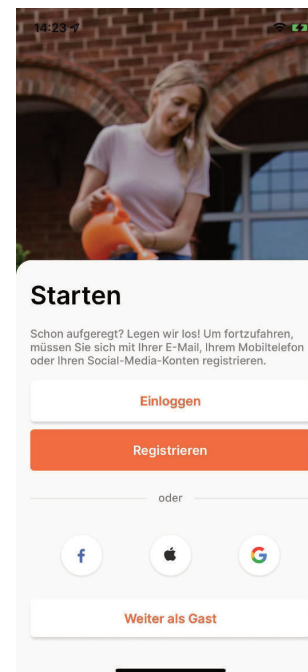 14:23
Starten
Schon aufgeregt? Legen wir los! Um fortzufahren,
müssen Sie sich mit Ihrer E-Mail, Ihrem Mobiltelefon
oder Ihren Social-Media-Konten registrieren.
Einloggen
Registrieren
oder
f
G
Weiter als Gast